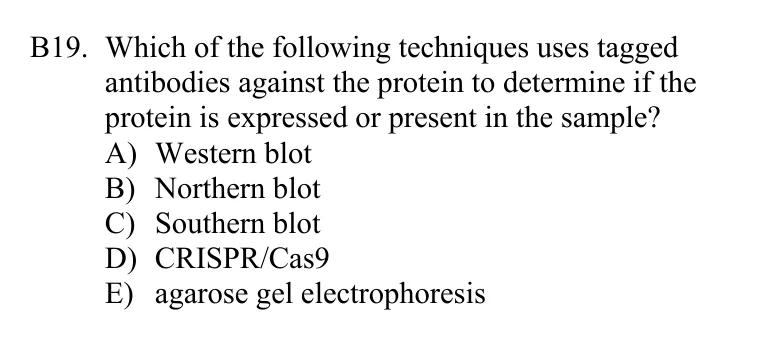 B19. Which of the following techniques uses tagged
antibodies against the protein to determine if the
protein is expressed or present in the sample?
A) Western blot
B) Northern blot
C) Southern blot
D) CRISPR/Cas9
E) agarose gel electrophoresis